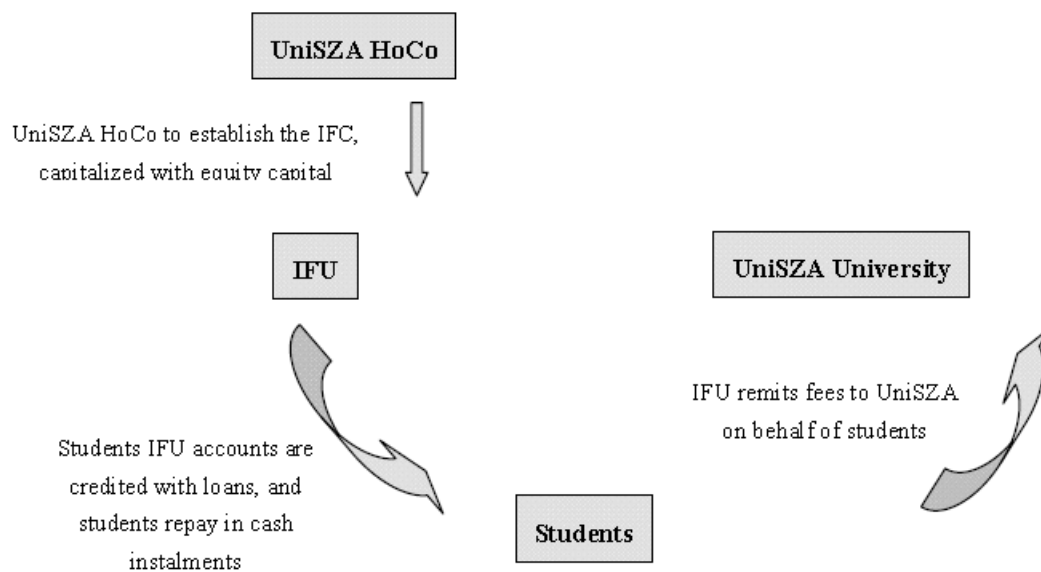 UniSZA HoCo
UniSZA HoCo to establish the IFC,
capitalized with equity capital
IFU
UniSZA University
IFU remits fees to UniSZA
on behalf of students
Students IFU accounts are
credited with loans, and
students repay in cash
instalments
Students